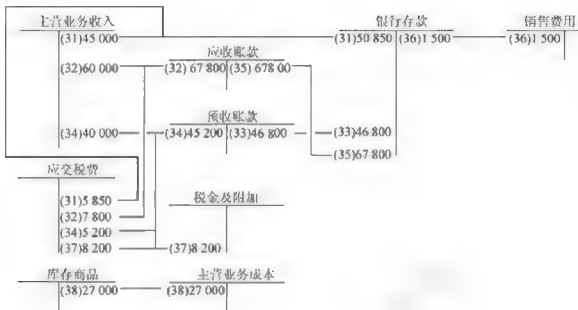 主营业务收入 银行存款 销售费用
(31)45 000 (31)50 850 (36)1 500 (36)1 500
应收账款
(32)60 000 (32)67 800 (35)678 00
预收账款
(34)40 000 (34)45 200 (33)46 800 (33)46 800
(35)67 800
应交税费
(31)5 850 税金及附加
(32)7 800
(34)5 200
(37)8 200 (37)8 200
库存商品 主营业务成本
(38)27 000 (38)27 000